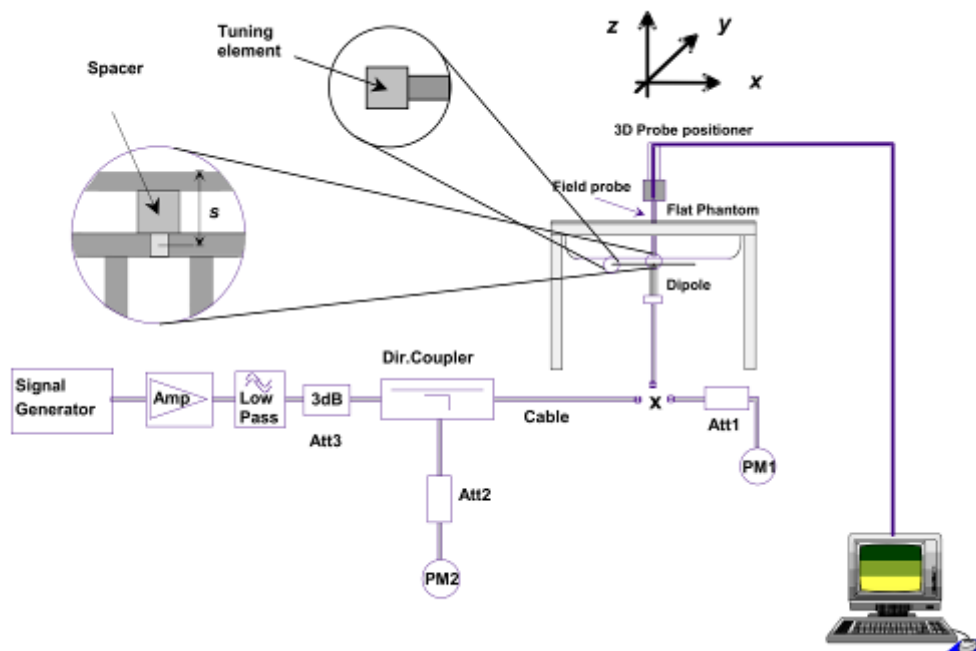 Tuning
element
Spacer
s
z
y
x
3D Probe positioner
Field probe
Flat Phantom
Dipole
Signal
Generator
Amp
Low
Pass
3dB
Att3
Dir.Coupler
Cable
x
Att1
PM1
Att2
PM2